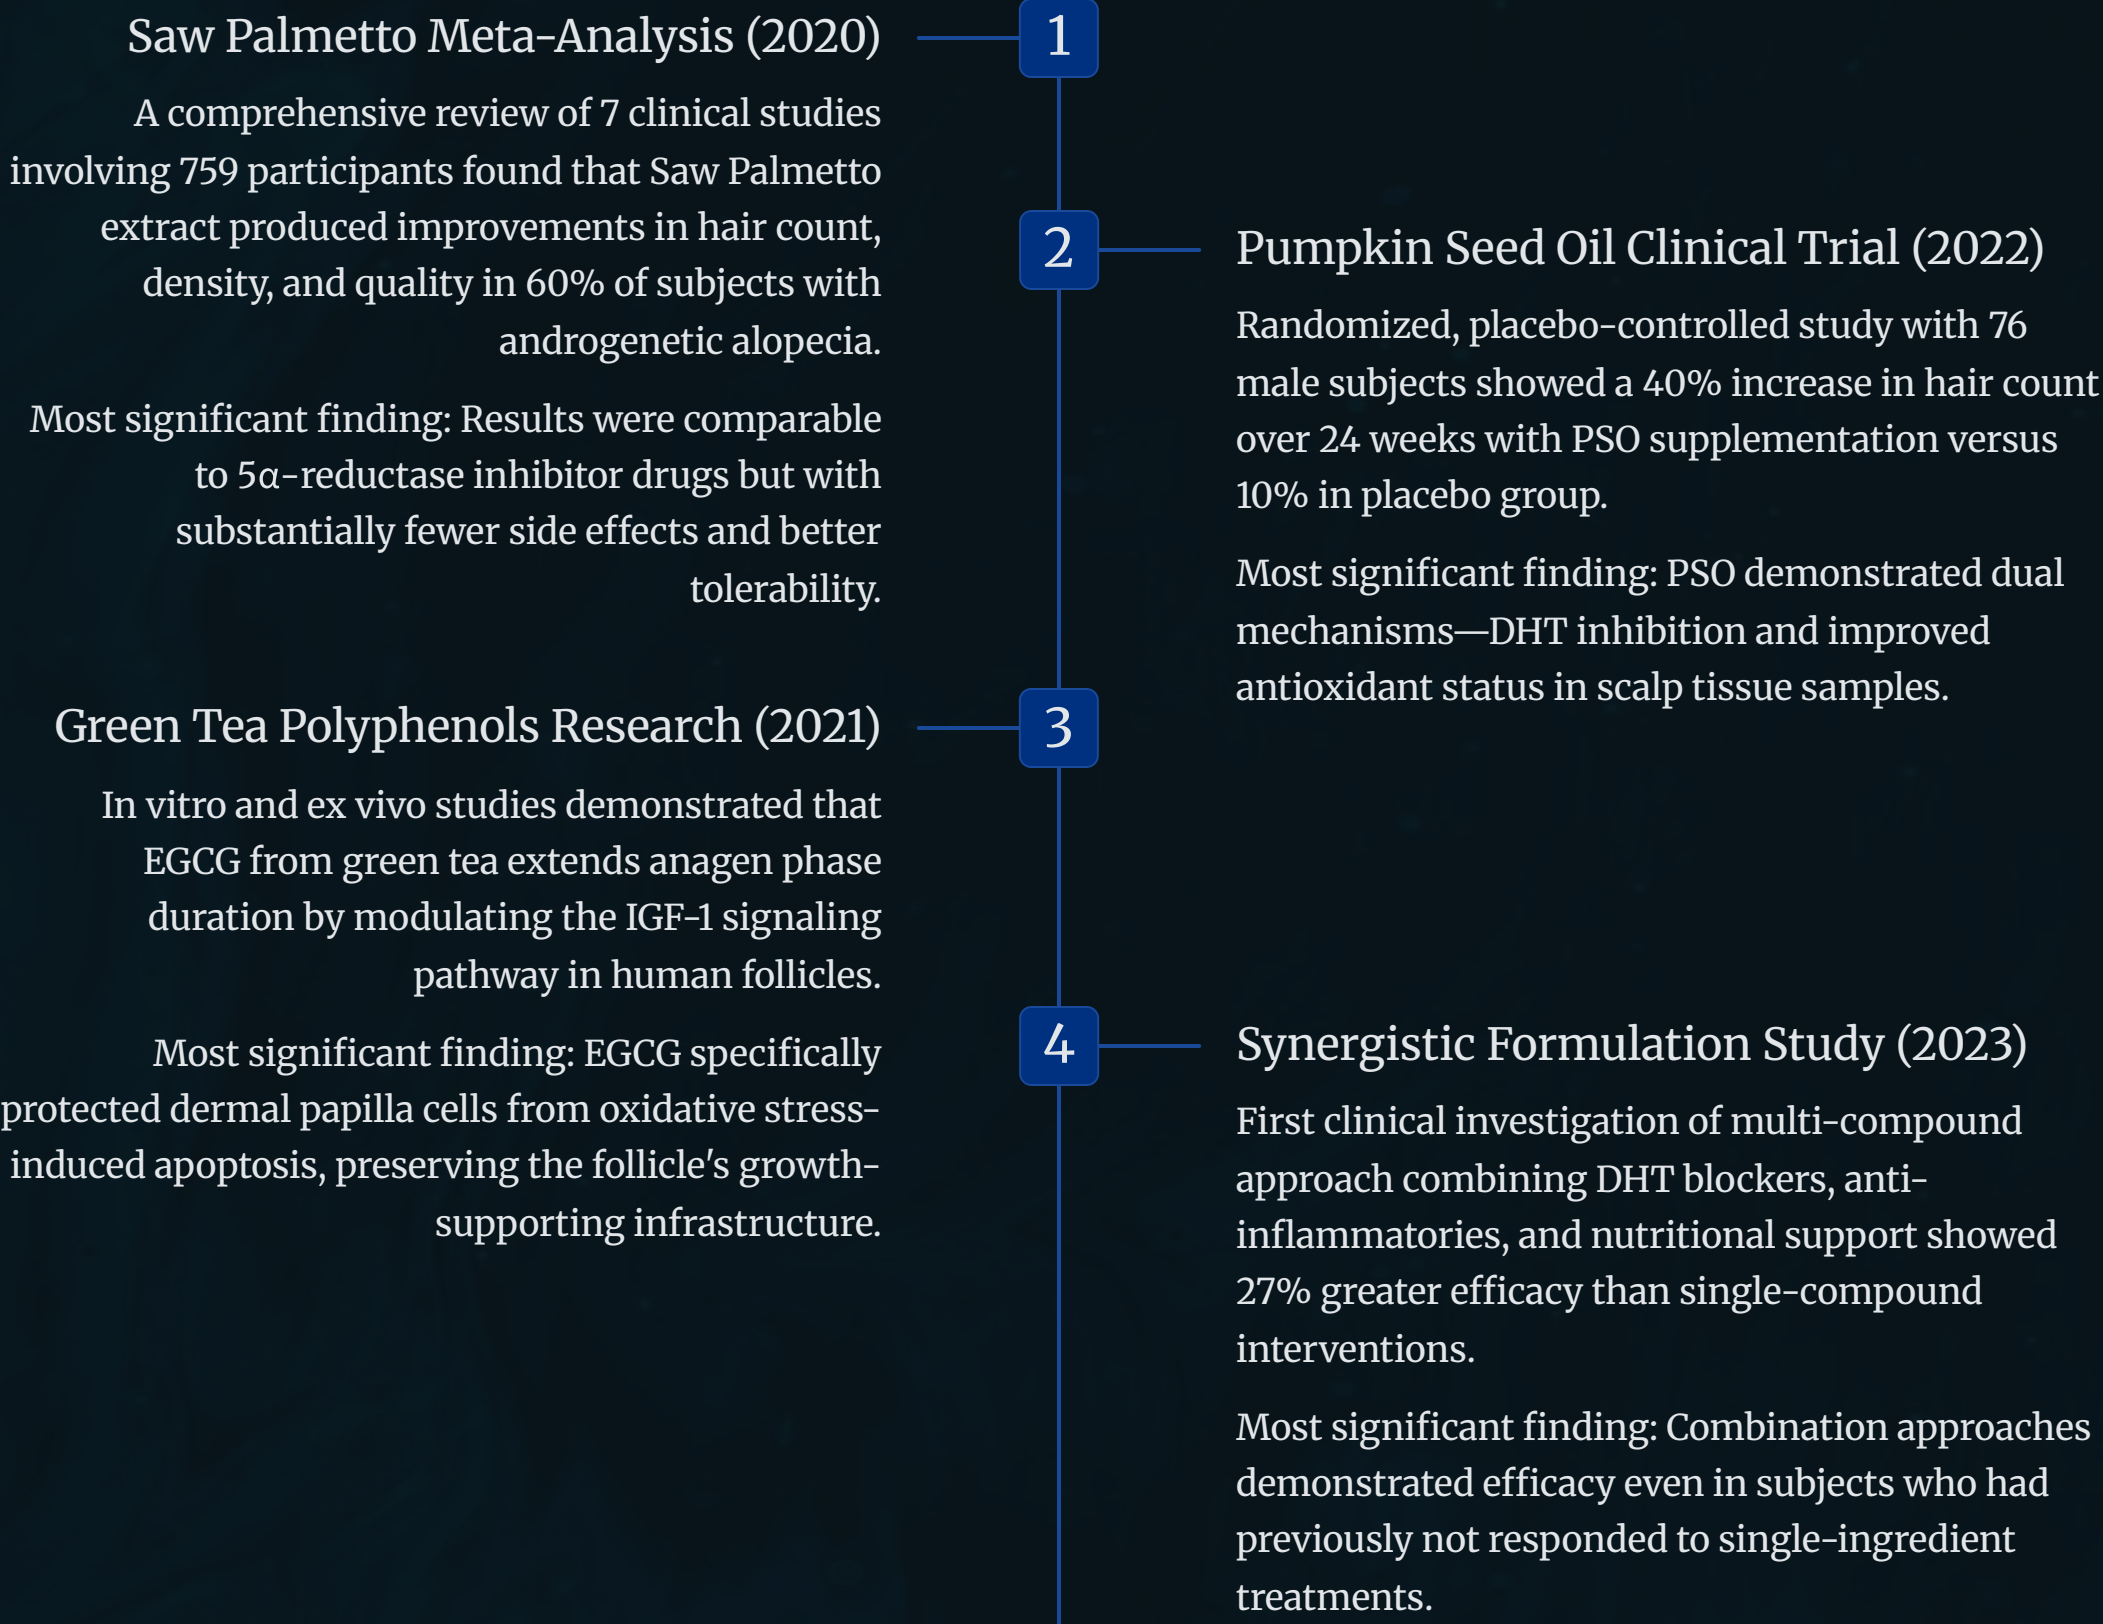 Saw Palmetto Meta-Analysis (2020)
1
A comprehensive review of 7 clinical studies
involving 759 participants found that Saw Palmetto
extract produced improvements in hair count,
density, and quality in 60% of subjects with
androgenetic alopecia.
Most significant finding: Results were comparable
to 5α-reductase inhibitor drugs but with
substantially fewer side effects and better
tolerability.
2
Pumpkin Seed Oil Clinical Trial (2022)
Randomized, placebo-controlled study with 76
male subjects showed a 40% increase in hair count
over 24 weeks with PSO supplementation versus
10% in placebo group.
Most significant finding: PSO demonstrated dual
mechanisms—DHT inhibition and improved
antioxidant status in scalp tissue samples.
Green Tea Polyphenols Research (2021)
3
In vitro and ex vivo studies demonstrated that
EGCG from green tea extends anagen phase
duration by modulating the IGF-1 signaling
pathway in human follicles.
Most significant finding: EGCG specifically
protected dermal papilla cells from oxidative stress-
induced apoptosis, preserving the follicle's growth-
supporting infrastructure.
4
Synergistic Formulation Study (2023)
First clinical investigation of multi-compound
approach combining DHT blockers, anti-
inflammatories, and nutritional support showed
27% greater efficacy than single-compound
interventions.
Most significant finding: Combination approaches
demonstrated efficacy even in subjects who had
previously not responded to single-ingredient
treatments.